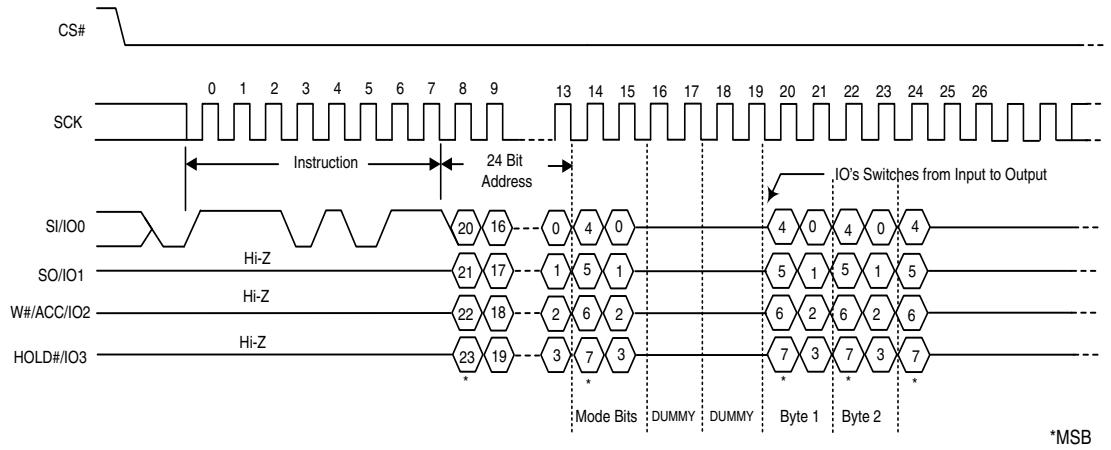 CS#
0 1 2 3 4 5 6 7 8 9 13 14 15 16 17 18 19 20 21 22 23 24 25 26
SCK
Instruction
24 Bit
Address
IO's Switches from Input to Output
SI/IO0 20 16 0 4 0 4 0 4 0 4
Hi-Z
SO/IO1 21 17 1 5 1 5 1 5 1 5
Hi-Z
W#/ACC/IO2 22 18 2 6 2 6 2 6 2 6
Hi-Z
HOLD#/IO3 23 19 3 7 3 7 3 7 3 7
* * * * *
Mode Bits DUMMY DUMMY Byte 1 Byte 2
*MSB